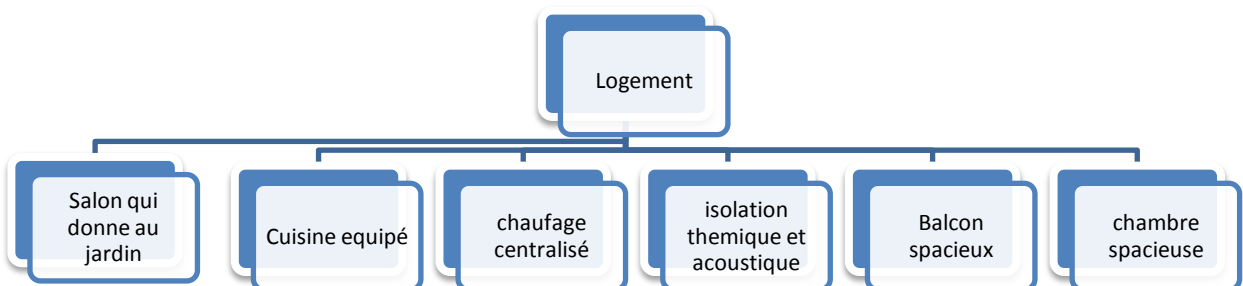 Logement
Salon qui
donne au
jardin
Cuisine equipé
chaufage
centralisé
isolation
themique et
acoustique
Balcon
spacieux
chambre
spacieuse